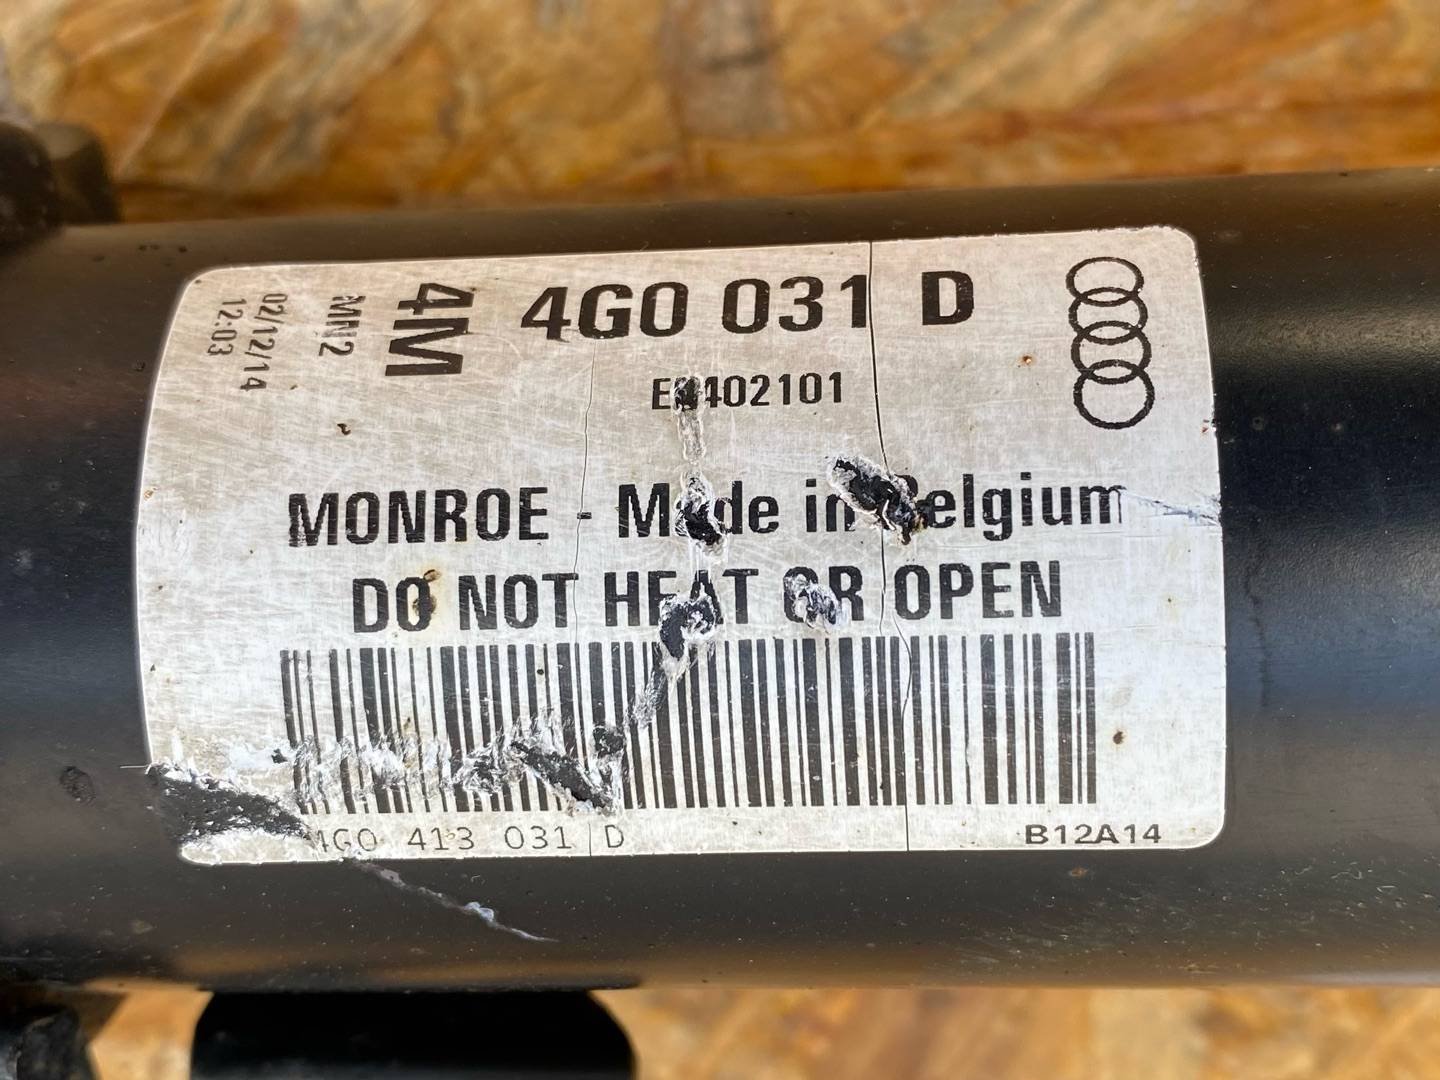 4G0 031 D
4M
MN2
02/12/14
12:03
MONROE - Made in Belgium
DO NOT HEAT OR OPEN
4G0 413 031 D
B12A14